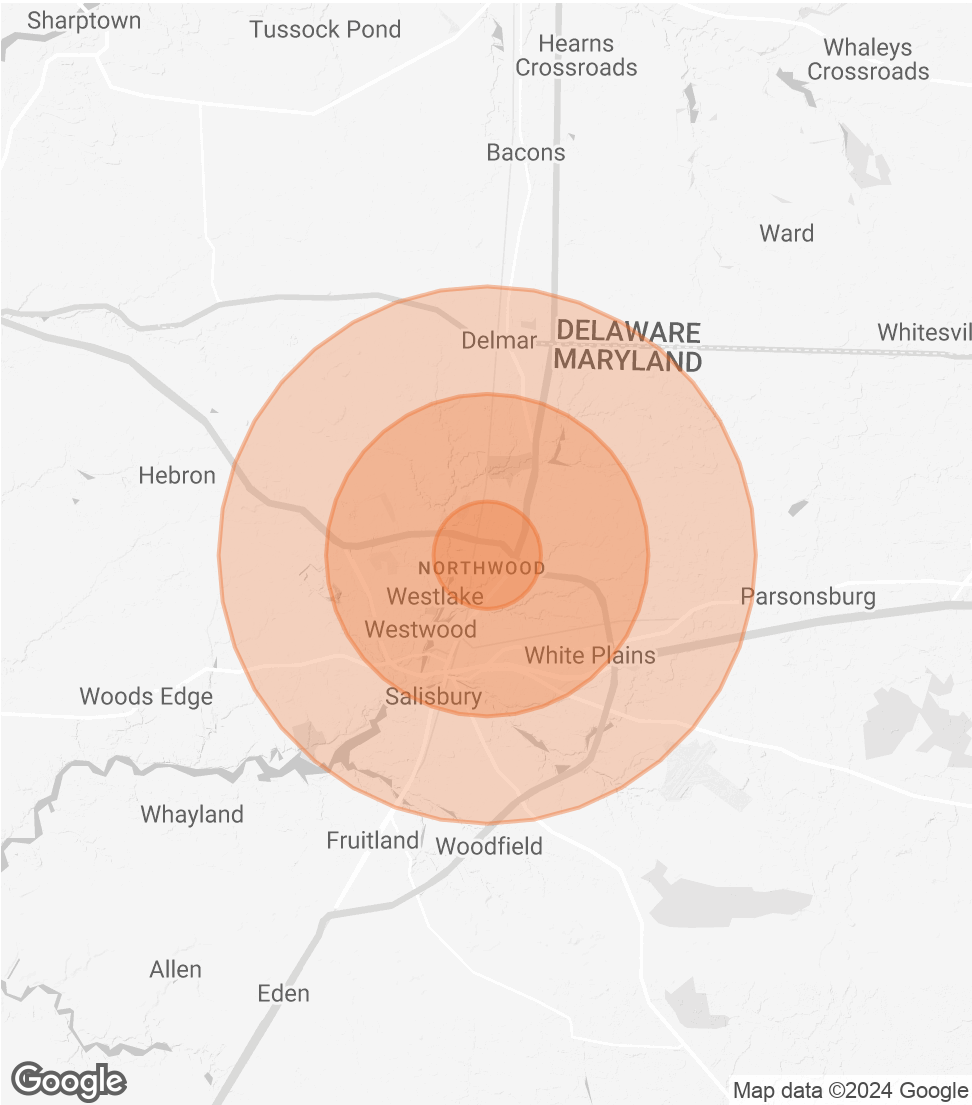 Sharptown
Tussock Pond
Hearns
Crossroads
Whaleys
Crossroads
Bacons
Ward
Delmar
DELAWARE
MARYLAND
Whitesvil
Hebron
NORTHWOOD
Westlake
Parsonsburg
Westwood
White Plains
Woods Edge
Salisbury
Whayland
Fruitland
Woodfield
Allen
Eden
Google
Map data ©2024 Google